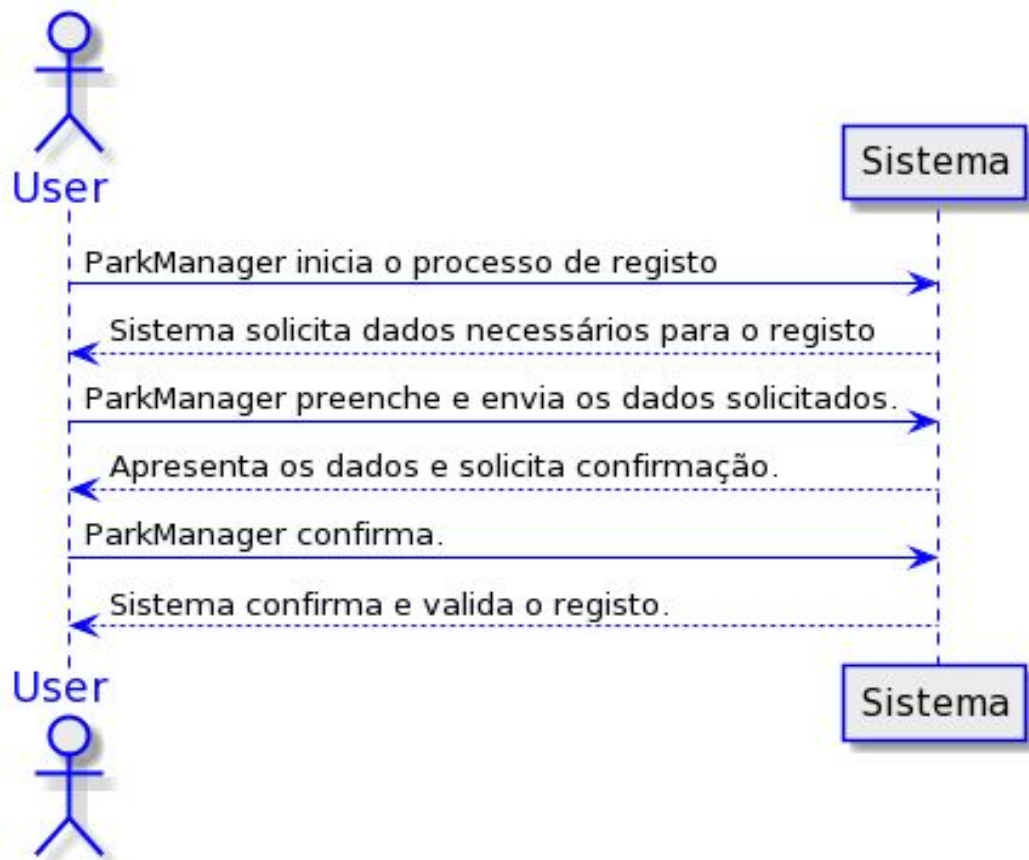 User
Sistema
ParkManager inicia o processo de registo
Sistema solicita dados necessários para o registo
ParkManager preenche e envia os dados solicitados.
Apresenta os dados e solicita confirmação.
ParkManager confirma.
Sistema confirma e valida o registo.
User
Sistema